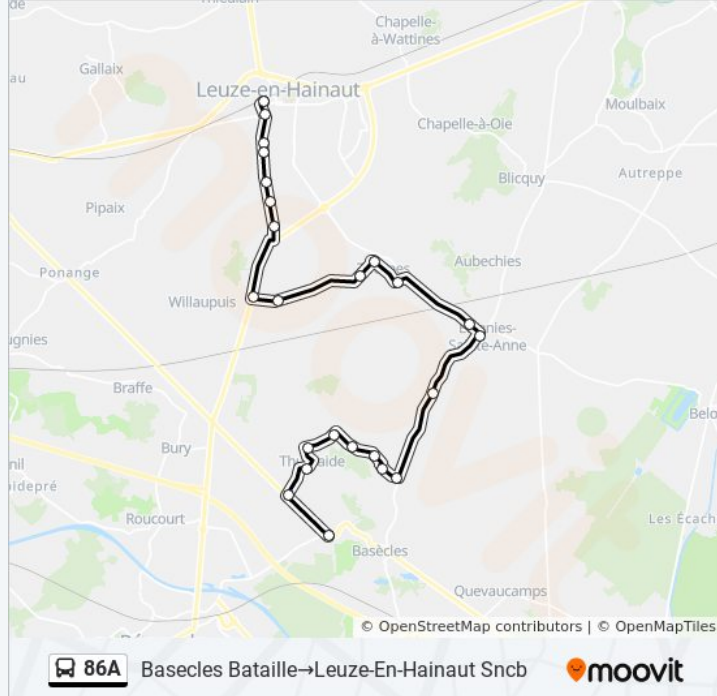 Thieulain
Chapelle-
à-Wattines
Gallaix
Leuze-en-Hainaut
Moulbaix
Chapelle-à-Oie
Blicquy
Autreppe
Pipaix
Aubechies
Ponange
Willaupuis
Sainte-Anne
Braffe
Bury
Roucourt
Les Écach
Basècles
Quevaucamps
© OpenStreetMap contributors | © OpenMapTiles
86A Basecles Bataille→Leuze-En-Hainaut Sncb moovit